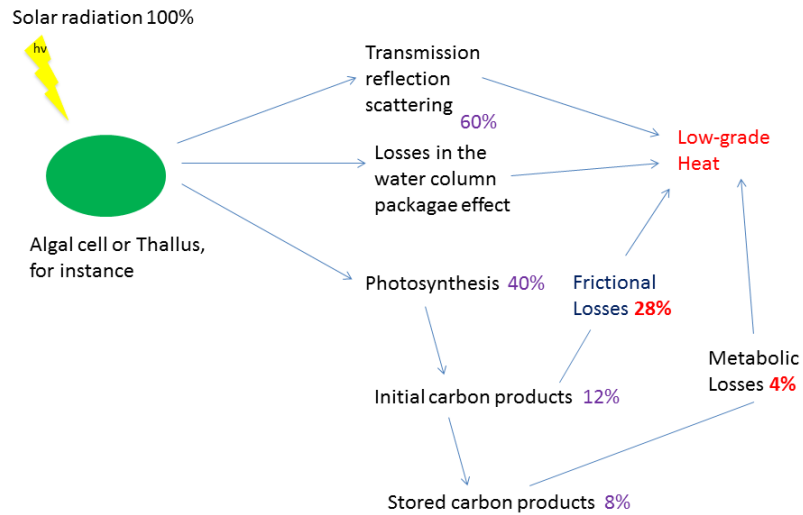 Solar radiation 100%
hν
Transmission
reflection
scattering
60%
Low-grade
Heat
Losses in the
water column
packagae effect
Algal cell or Thallus,
for instance
Photosynthesis 40%
Frictional
Losses 28%
Metabolic
Losses 4%
Initial carbon products 12%
Stored carbon products 8%